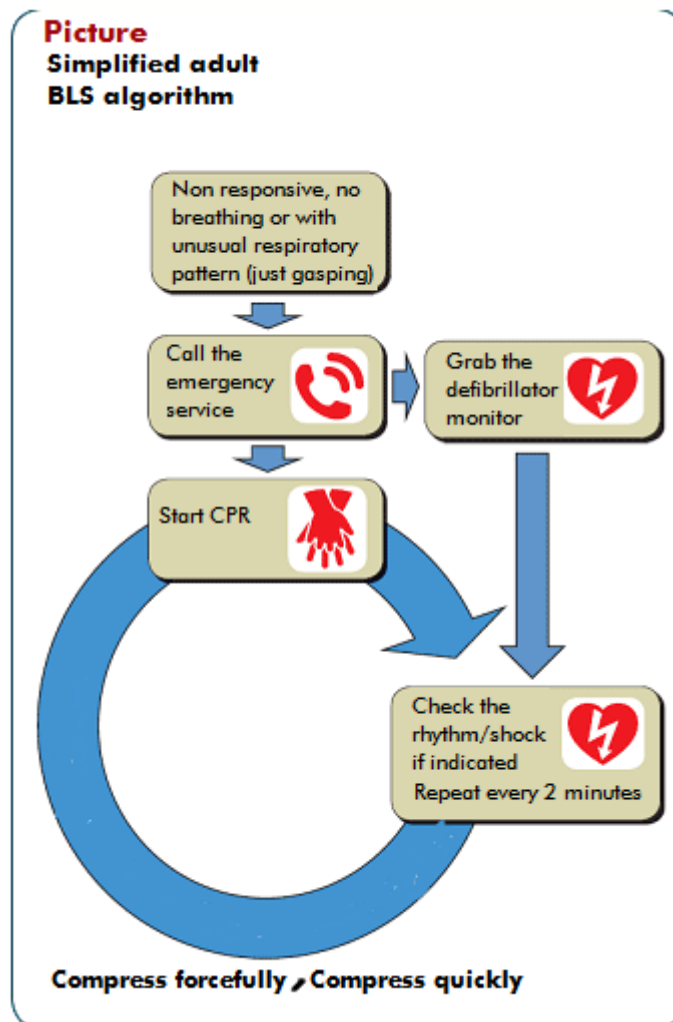 Picture
Simplified adult
BLS algorithm
Non responsive, no
breathing or with
unusual respiratory
pattern (just gasping)
Call the
emergency
service
Grab the
defibrillator
monitor
Start CPR
Check the
rhythm/shock
if indicated
Repeat every 2 minutes
Compress forcefully , Compress quickly